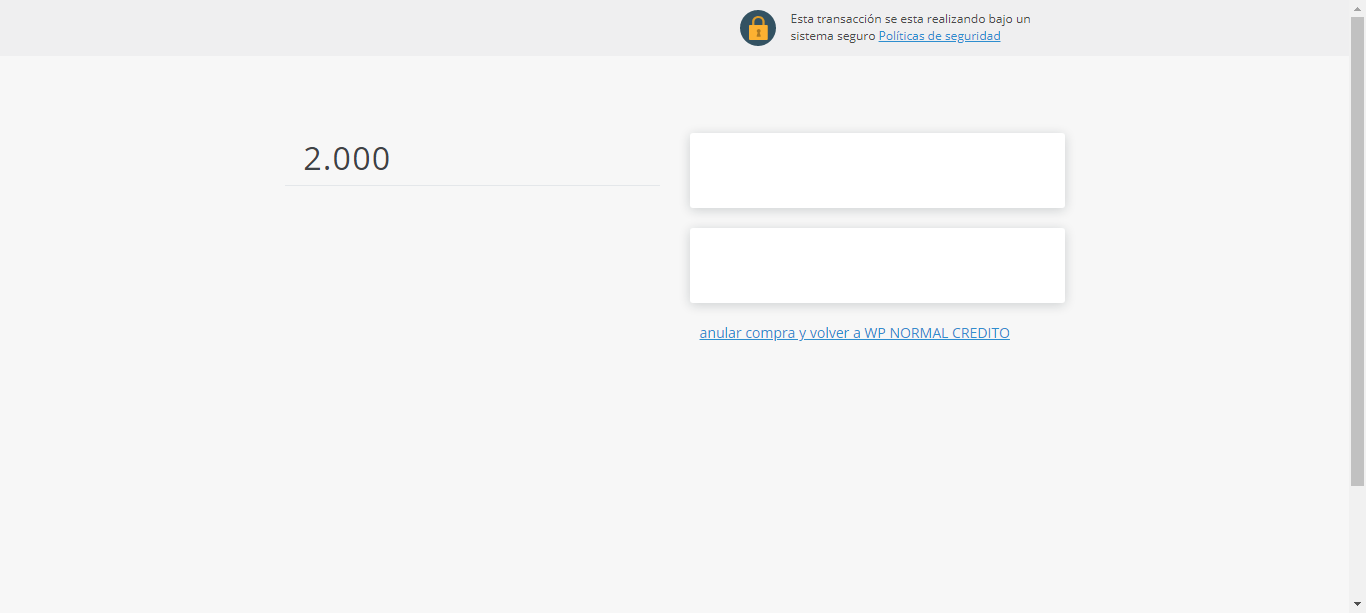 Esta transacción se esta realizando bajo un
sistema seguro Políticas de seguridad
2.000
anular compra y volver a WP NORMAL CREDITO